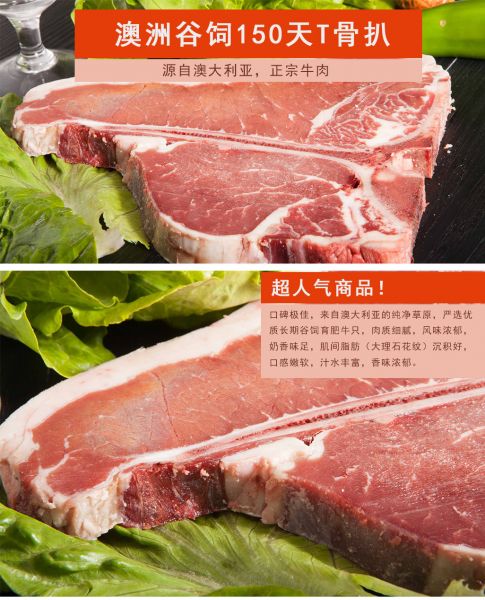 澳洲谷饲150天T骨扒
源自澳大利亚，正宗牛肉
超人气商品！
口碑极佳，来自澳大利亚的纯净草原，严选优
质长期谷饲育肥牛只，肉质细腻，风味浓郁，
奶香味足，肌间脂肪（大理石花纹）沉积好，
口感嫩软，汁水丰富，香味浓郁。